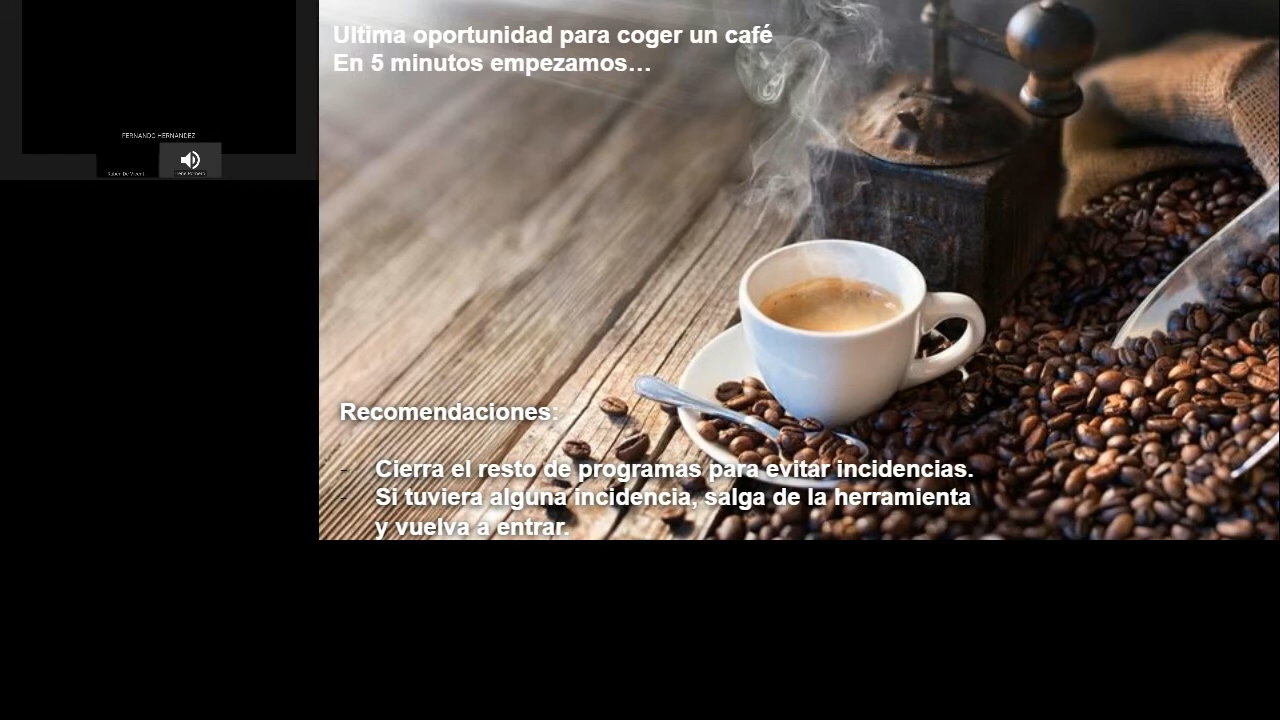 Ultima oportunidad para coger un café
En 5 minutos empezamos…
FERNANDO HERNANDEZ
Recomendaciones:
- Cierra el resto de programas para evitar incidencias.
- Si tuviera alguna incidencia, salga de la herramienta
y vuelva a entrar.